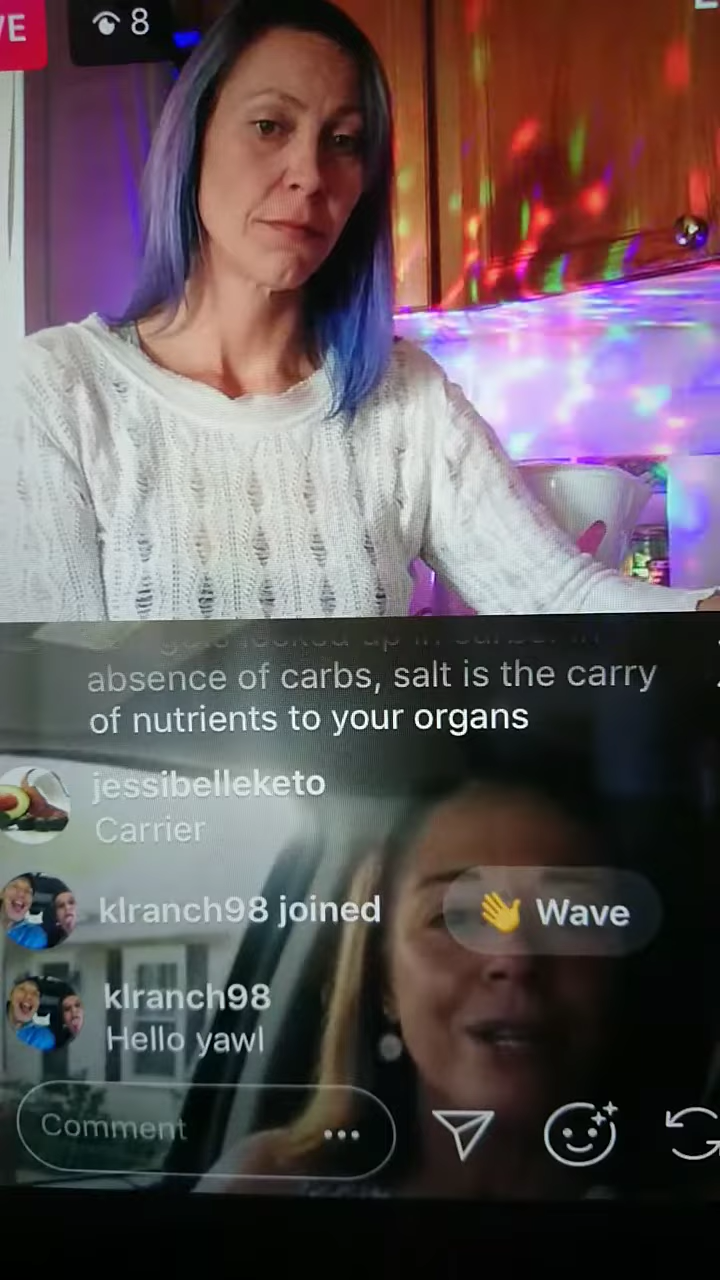 VE
8
absence of carbs, salt is the carry
of nutrients to your organs
jessibelleketo
Carrier
klranch98 joined
Wave
klranch98
Hello yawl
Comment